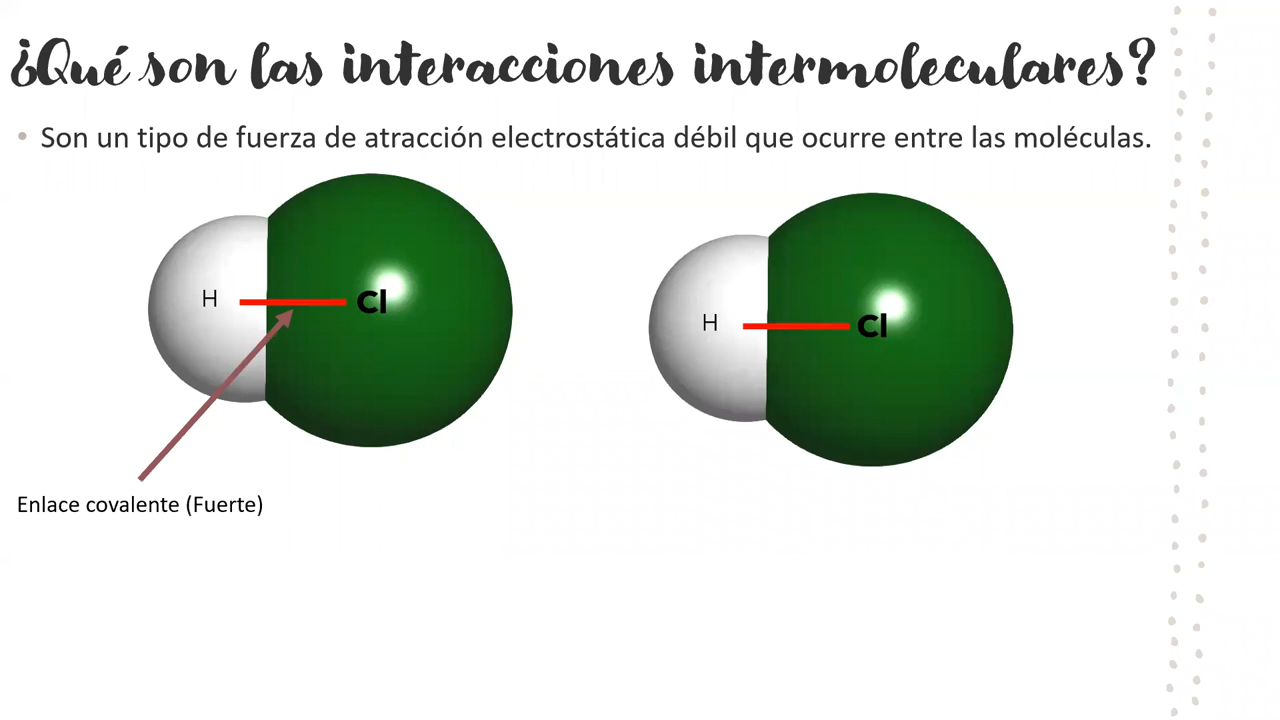 ¿Qué son las interacciones intermoleculares?
• Son un tipo de fuerza de atracción electrostática débil que ocurre entre las moléculas.
H Cl
H Cl
Enlace covalente (Fuerte)